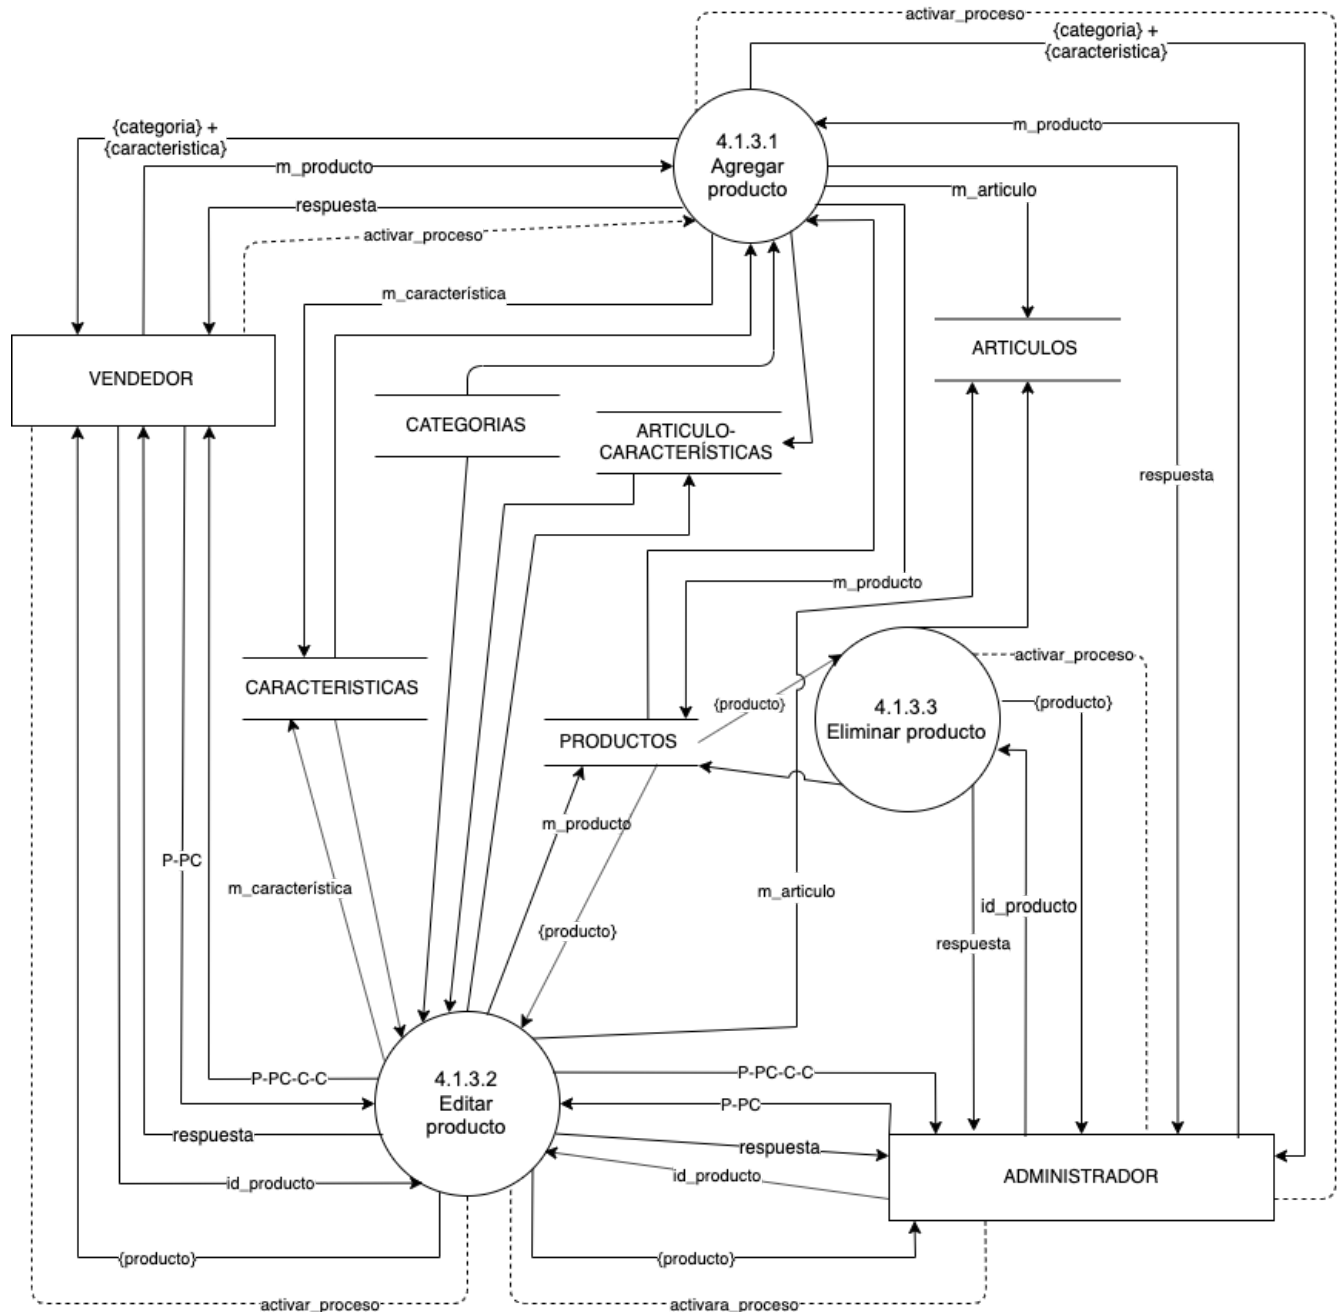 activar_proceso
{categoria} +
{caracteristica}
{categoria} +
{caracteristica}
m_producto
4.1.3.1
Agregar
producto
m_producto
m_articulo
respuesta
activar_proceso
m_característica
ARTICULOS
VENDEDOR
CATEGORIAS
ARTICULO-
CARACTERÍSTICAS
respuesta
m_producto
activar_proceso
CARACTERISTICAS
{producto}
{producto}
4.1.3.3
Eliminar producto
PRODUCTOS
m_producto
P-PC
m_característica
m_articulo
id_producto
{producto}
respuesta
P-PC-C-C
4.1.3.2
Editar
producto
P-PC-C-C
P-PC
respuesta
respuesta
id_producto
id_producto
ADMINISTRADOR
{producto}
{producto}
activar_proceso
activara_proceso